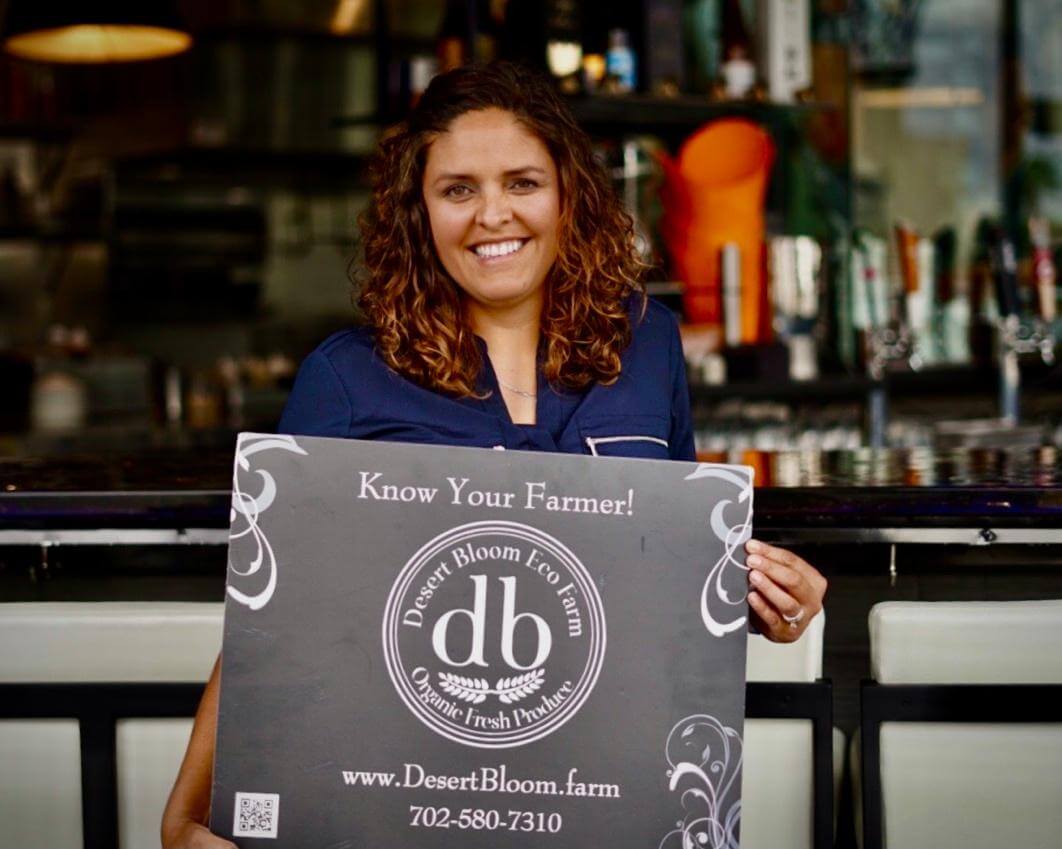 Know Your Farmer!
Desert Bloom Eco Farm
db
Organic Fresh Produce
www.DesertBloom.farm
702-580-7310